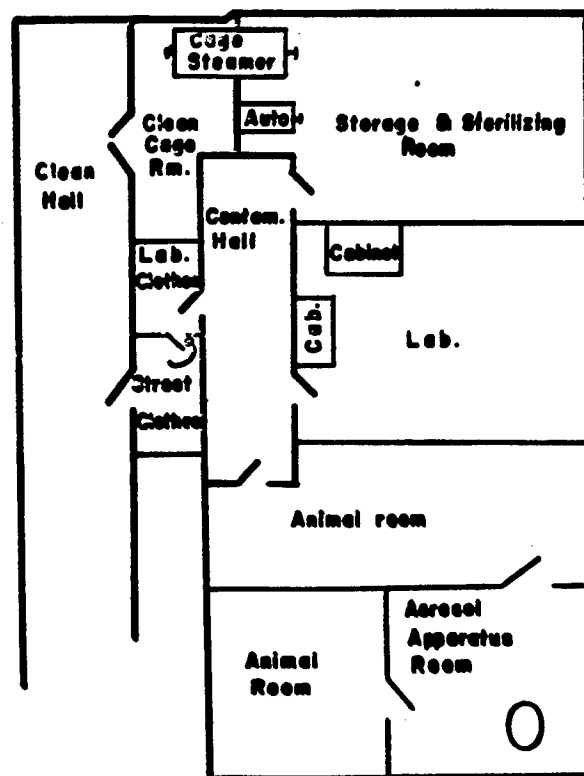 Cage
Steamer
Auto
Storage & Sterilizing
Room
Clean
Cage
Rm.
Clean
Hall
Contam.
Hall
Lab.
Clothes
Cabinet
Cab.
Lab.
Street
Clothes
Animal room
Aerosol
Apparatus
Room
Animal
Room